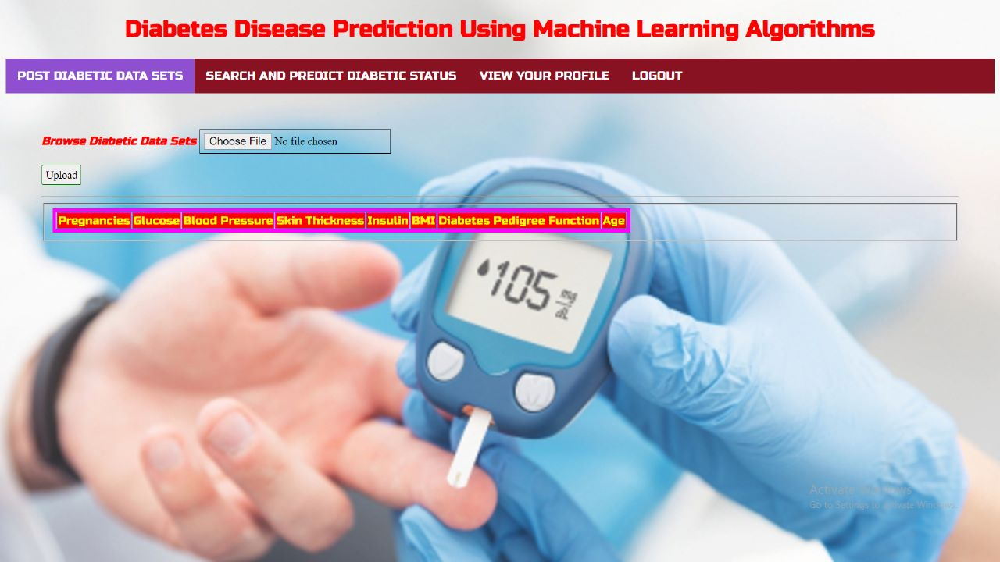 Diabetes Disease Prediction Using Machine Learning Algorithms
POST DIABETIC DATA SETS SEARCH AND PREDICT DIABETIC STATUS VIEW YOUR PROFILE LOGOUT
Browse Diabetic Data Sets Choose File No file chosen
Upload
Pregnancies Glucose Blood Pressure Skin Thickness Insulin BMI Diabetes Pedigree Function Age
105
Activate Windows
Go to Settings to activate Windows.